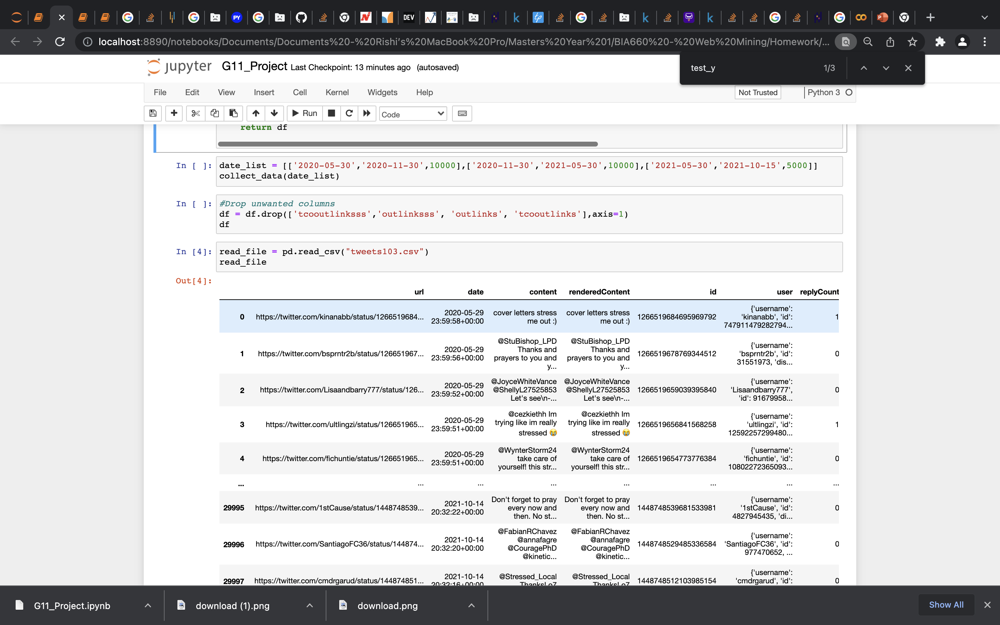 PY
DEV
tp
localhost:8890/notebooks/Documents/Documents%20-%20Rishi's%20MacBook%20Pro/Masters%20Year%201/BIA660%20-%20Web%20Mining/Homework/...
test_y 1/3
jupyter G11_Project Last Checkpoint: 13 minutes ago (autosaved)
File Edit View Insert Cell Kernel Widgets Help Not Trusted Python 3
Run Code
return df
In [ ]: date_list = [['2020-05-30','2020-11-30',10000],['2020-11-30','2021-05-30',10000],['2021-05-30','2021-10-15',5000]]
collect_data(date_list)
In [ ]: #Drop unwanted columns
df = df.drop(['tcooutlinksss','outlinksss', 'outlinks', 'tcooutlinks'],axis=1)
df
In [4]: read_file = pd.read_csv("tweets103.csv")
read_file
Out[4]:
url date content renderedContent id user replyCount
0 https://twitter.com/kinanabb/status/1266519684... 2020-05-29 23:59:58+00:00 cover letters stress me out :) cover letters stress me out :) 1266519684695969792 {'username': 'kinanabb', 'id': 747911479282794... 1
1 https://twitter.com/bsprntr2b/status/126651967... 2020-05-29 23:59:56+00:00 @StuBishop_LPD Thanks and prayers to you and y... @StuBishop_LPD Thanks and prayers to you and y... 1266519678769344512 {'username': 'bsprntr2b', 'id': 31551973, 'dis... 0
2 https://twitter.com/Lisaandbarry777/status/126... 2020-05-29 23:59:52+00:00 @JoyceWhiteVance @ShellyL27525853 Let's see\n-... @JoyceWhiteVance @ShellyL27525853 Let's see\n-... 1266519659039395840 {'username': 'Lisaandbarry777', 'id': 91679958... 0
3 https://twitter.com/ultlingzi/status/126651965... 2020-05-29 23:59:51+00:00 @cezkiethh Im trying like im really stressed 😭 @cezkiethh Im trying like im really stressed 😭 1266519656841568258 {'username': 'ultlingzi', 'id': 12592257299480... 1
4 https://twitter.com/fichuntie/status/126651965... 2020-05-29 23:59:51+00:00 @WynterStorm24 take care of yourself! this str... @WynterStorm24 take care of yourself! this str... 1266519654773776384 {'username': 'fichuntie', 'id': 10802272365093... 0
... ... ... ... ... ... ... ...
29995 https://twitter.com/1stCause/status/1448748539... 2021-10-14 20:32:22+00:00 Don't forget to pray every now and then. No st... Don't forget to pray every now and then. No st... 1448748539681533981 {'username': '1stCause', 'id': 4827945435, 'di... 0
29996 https://twitter.com/SantiagoFC36/status/144874... 2021-10-14 20:32:20+00:00 @FabianRChavez @annafagre @CouragePhD @kinetic... @FabianRChavez @annafagre @CouragePhD @kinetic... 1448748529485336584 {'username': 'SantiagoFC36', 'id': 977470652, ... 0
29997 https://twitter.com/cmdrgarud/status/144874851... 2021-10-14 20:32:16+00:00 @Stressed_Local Thanks! o7 @Stressed_Local Thanks! o7 1448748512103985154 {'username': 'cmdrgarud', 'id': 0
G11_Project.ipynb download (1).png download.png Show All